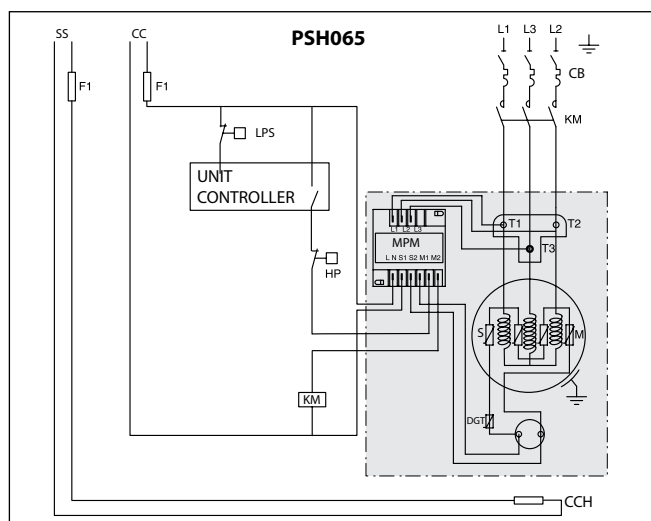 SS
CC
PSH065
L1 L3 L2
F1
F1
CB
KM
LPS
UNIT
CONTROLLER
L1 L2 L3
MPM
L N S1 S2 M1 M2
T1
T2
T3
HP
S
M
KM
DGT
CCH